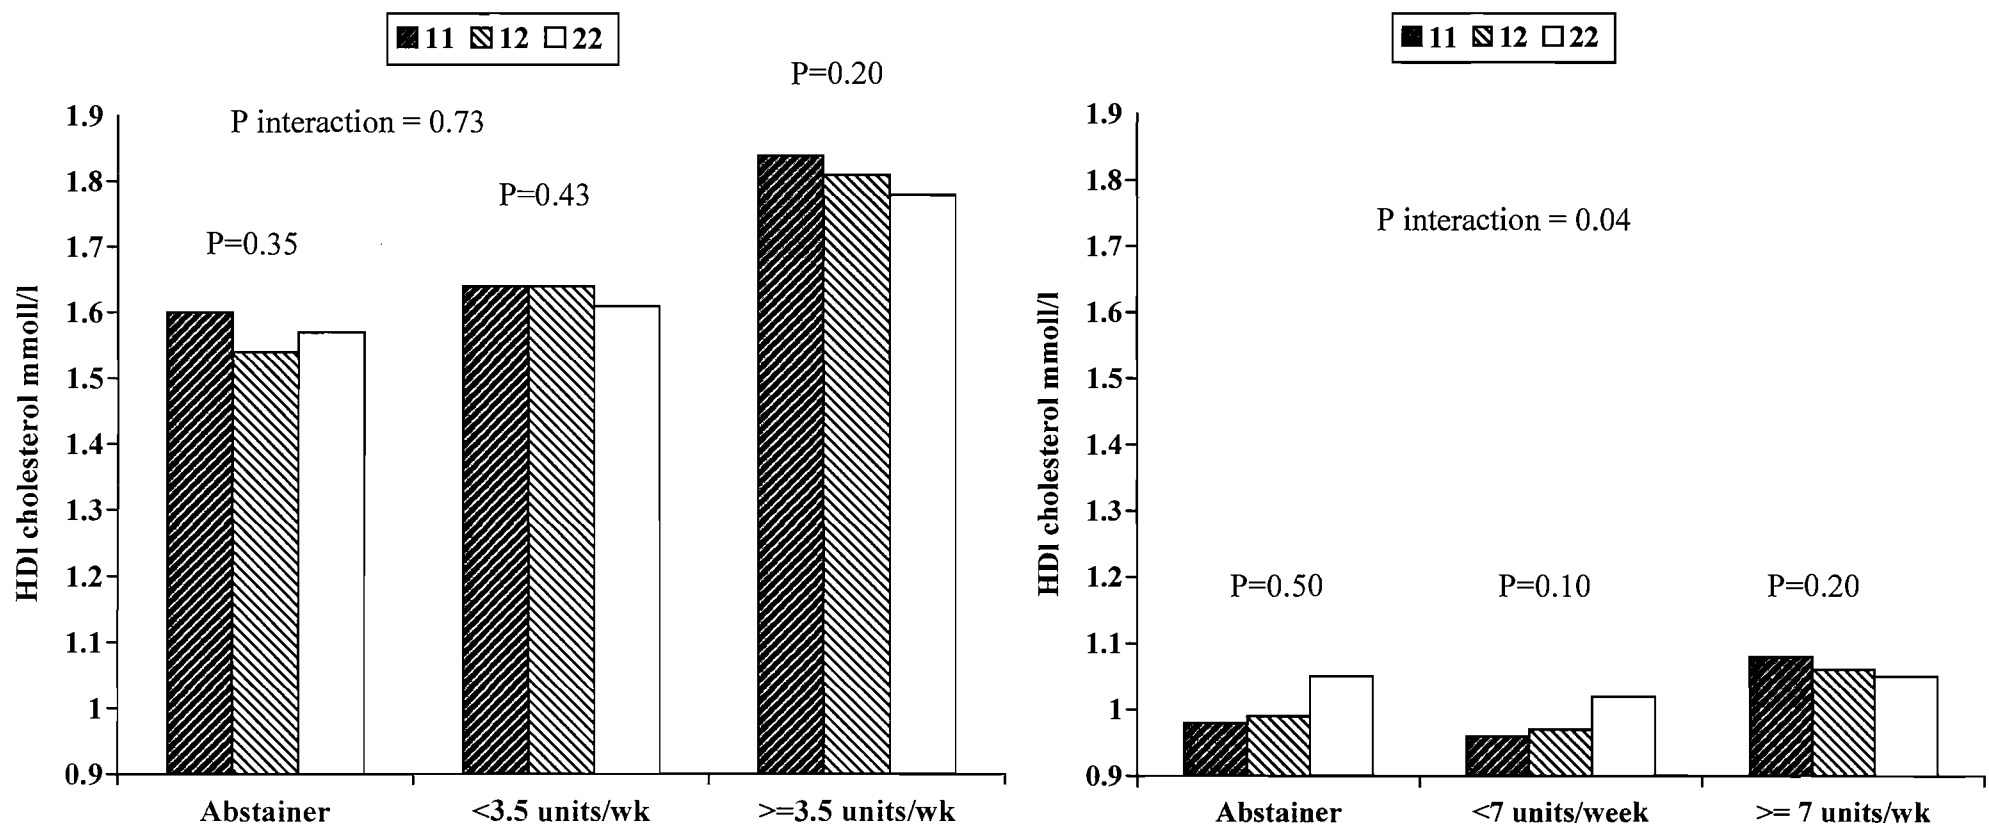 11 12 22
P=0.20
P interaction = 0.73
P=0.43
P=0.35
1.9
1.8
1.7
1.6
1.5
1.4
1.3
1.2
1.1
1
0.9
HDl cholesterol mmoll/l
Abstainer <3.5 units/wk >=3.5 units/wk
11 12 22
P interaction = 0.04
P=0.50 P=0.10 P=0.20
1.9
1.8
1.7
1.6
1.5
1.4
1.3
1.2
1.1
1
0.9
HDl cholesterol mmoll/l
Abstainer <7 units/week >= 7 units/wk